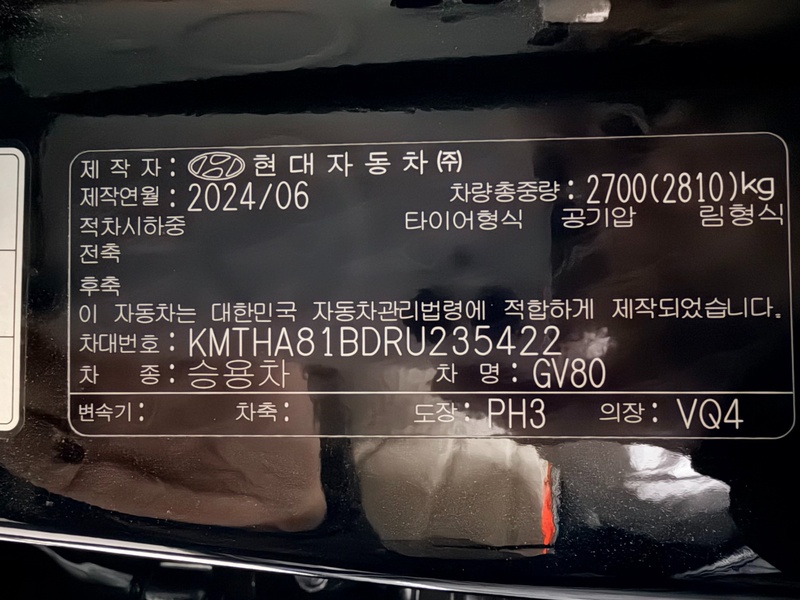 제 작 자 : 현 대 자 동 차 ㈜
제작연월 : 2024/06 차량총중량 : 2700(2810)kg
적차시하중 타이어형식 공기압 림형식
전축
후축
이 자동차는 대한민국 자동차관리법령에 적합하게 제작되었습니다.
차대번호 : KMTHA81BDRU235422
차 종 : 승용차 차 명 : GV80
변속기 : 차축 : 도장 : PH3 의장 : VQ4